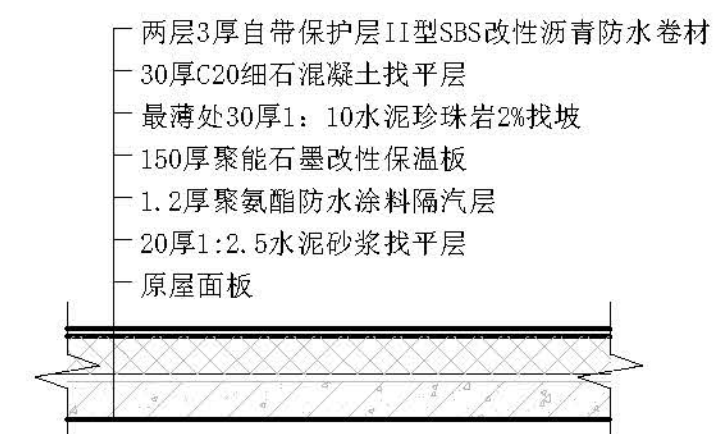 两层3厚自带保护层II型SBS改性沥青防水卷材
30厚C20细石混凝土找平层
最薄处30厚1：10水泥珍珠岩2%找坡
150厚聚能石墨改性保温板
1.2厚聚氨酯防水涂料隔汽层
20厚1:2.5水泥砂浆找平层
原屋面板